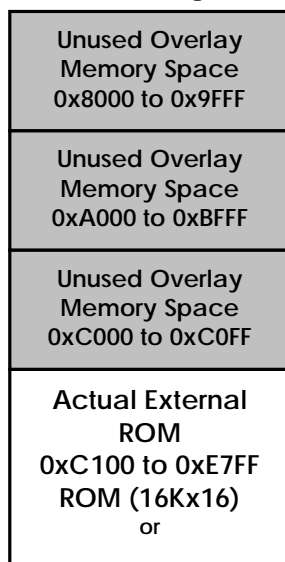 Unused Overlay
Memory Space
0x8000 to 0x9FFF
Unused Overlay
Memory Space
0xA000 to 0xBFFF
Unused Overlay
Memory Space
0xC000 to 0xC0FF
Actual External
ROM
0xC100 to 0xE7FF
ROM (16Kx16)
or